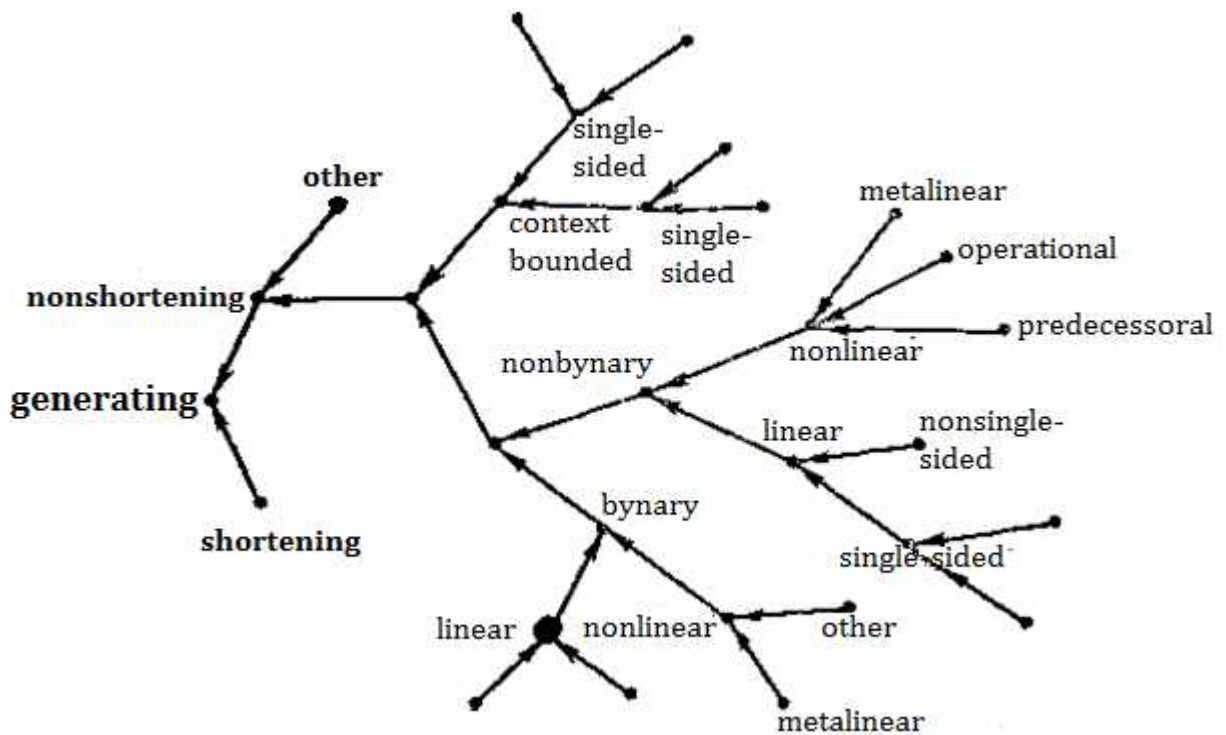 single-
sided
other
metalinear
context
bounded
single-
sided
operational
nonshortening
predecessoral
nonbynary
nonlinear
generating
linear
nonsingle-
sided
bynary
shortening
single-sided
linear
nonlinear
other
metalinear